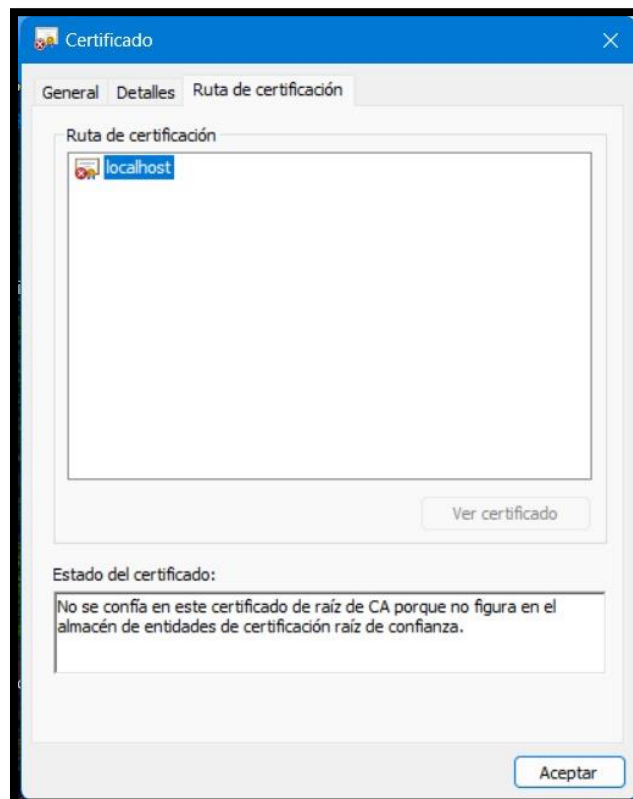 Certificado
General Detalles Ruta de certificación
Ruta de certificación
localhost
Ver certificado
Estado del certificado:
No se confía en este certificado de raíz de CA porque no figura en el
almacén de entidades de certificación raíz de confianza.
Aceptar